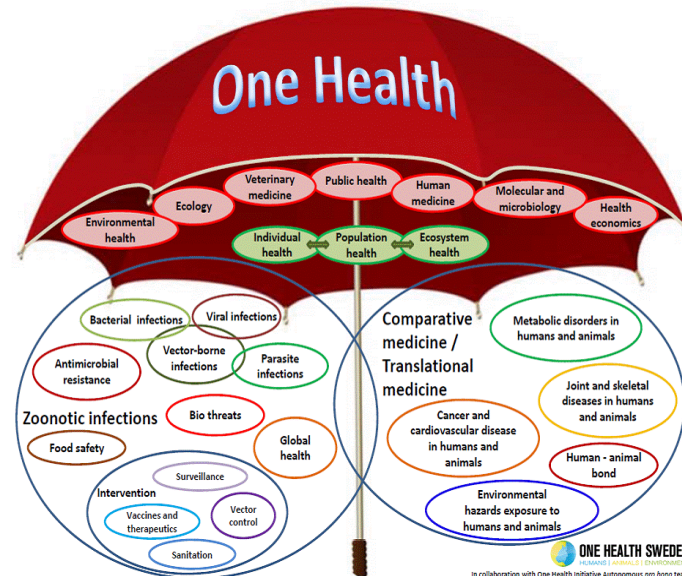 One Health
Environmental
health
Ecology
Veterinary
medicine
Public health
Human
medicine
Molecular and
microbiology
Health
economics
Individual
health
Population
health
Ecosystem
health
Bacterial infections
Viral infections
Vector-borne
infections
Parasite
infections
Antimicrobial
resistance
Zoonotic infections
Bio threats
Food safety
Global
health
Intervention
Surveillance
Vaccines and
therapeutics
Vector
control
Sanitation
Comparative
medicine /
Translational
medicine
Metabolic disorders in
humans and animals
Joint and skeletal
diseases in humans
and animals
Cancer and
cardiovascular disease
in humans and
animals
Human - animal
bond
Environmental
hazards exposure to
humans and animals
ONE HEALTH SWEDE
HUMANS | ANIMALS | ENVIRONME
In collaboration with One Health Initiative Autonomous pro bono te